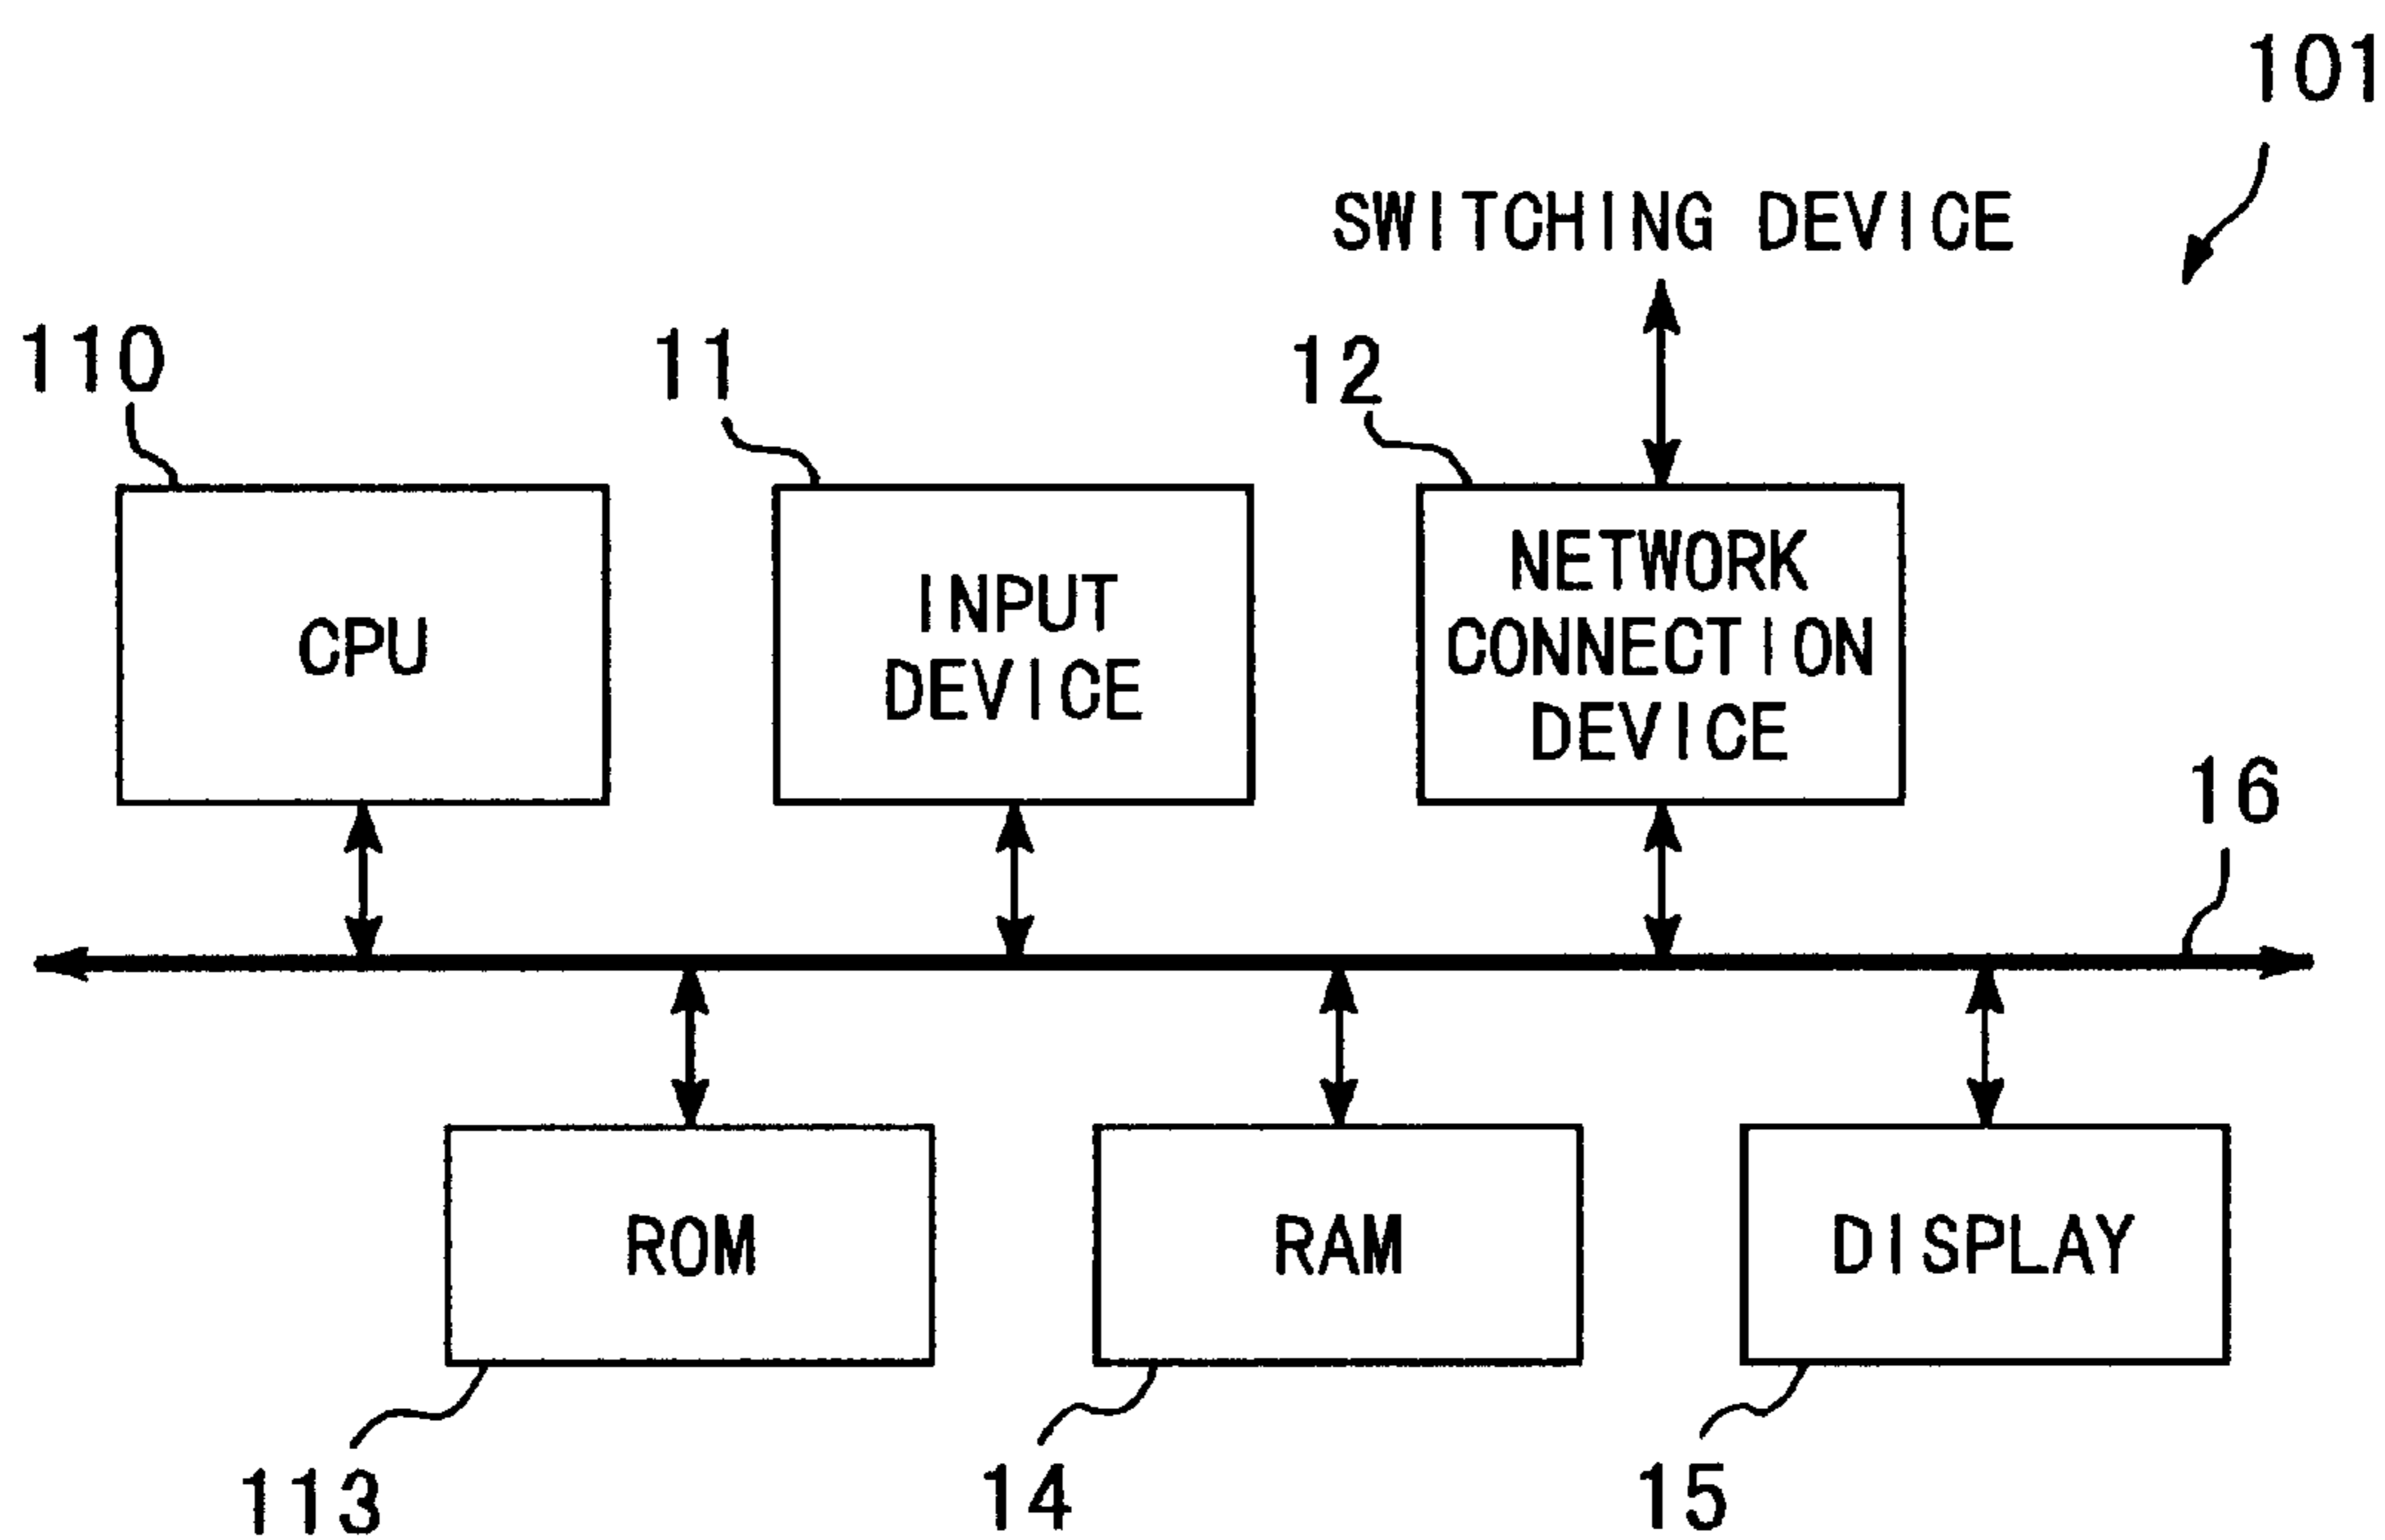 101
SWITCHING DEVICE
110
11
12
CPU
INPUT
DEVICE
NETWORK
CONNECTION
DEVICE
16
ROM
RAM
DISPLAY
113
14
15